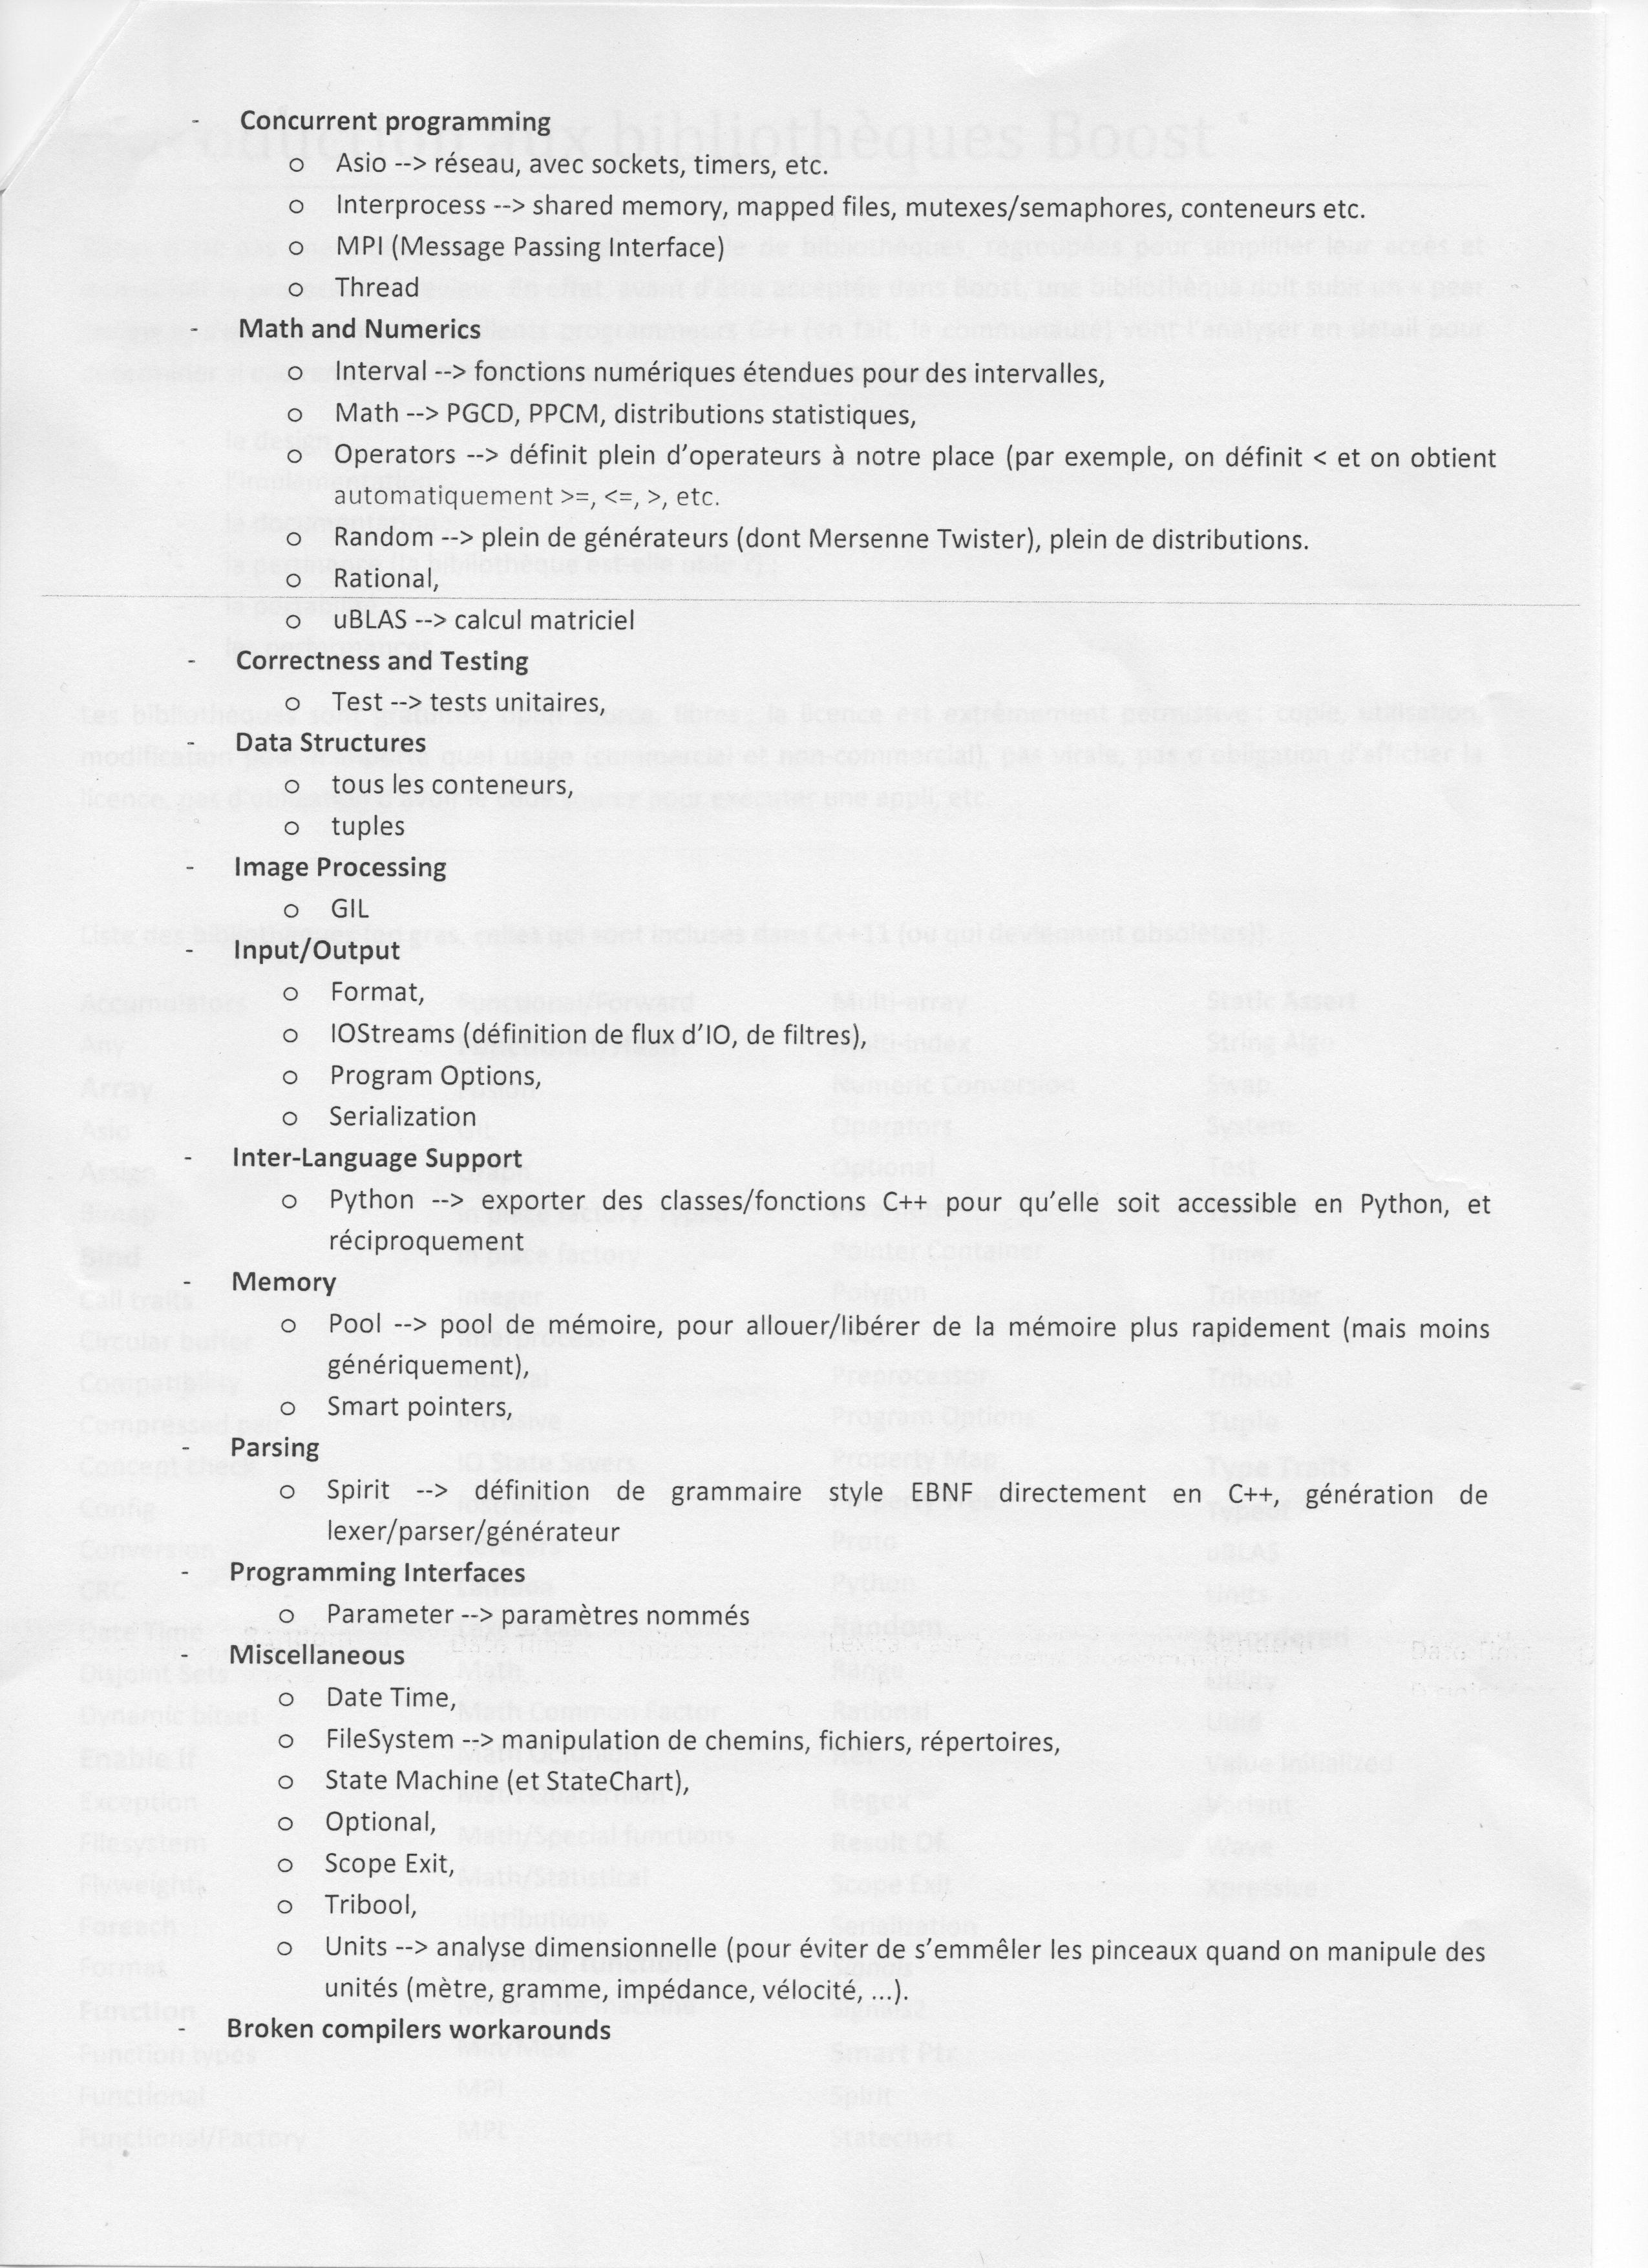 - Concurrent programming
o Asio --> réseau, avec sockets, timers, etc.
o Interprocess --> shared memory, mapped files, mutexes/semaphores, conteneurs etc.
o MPI (Message Passing Interface)
o Thread
- Math and Numerics
o Interval --> fonctions numériques étendues pour des intervalles,
o Math --> PGCD, PPCM, distributions statistiques,
o Operators --> définit plein d'operateurs à notre place (par exemple, on définit < et on obtient
automatiquement >=, <=, >, etc.
o Random --> plein de générateurs (dont Mersenne Twister), plein de distributions.
o Rational,
o uBLAS --> calcul matriciel
- Correctness and Testing
o Test --> tests unitaires,
- Data Structures
o tous les conteneurs,
o tuples
- Image Processing
o GIL
- Input/Output
o Format,
o IOStreams (définition de flux d'IO, de filtres),
o Program Options,
o Serialization
- Inter-Language Support
o Python --> exporter des classes/fonctions C++ pour qu'elle soit accessible en Python, et
réciproquement
- Memory
o Pool --> pool de mémoire, pour allouer/libérer de la mémoire plus rapidement (mais moins
génériquement),
o Smart pointers,
- Parsing
o Spirit --> définition de grammaire style EBNF directement en C++, génération de
lexer/parser/générateur
- Programming Interfaces
o Parameter --> paramètres nommés
- Miscellaneous
o Date Time,
o FileSystem --> manipulation de chemins, fichiers, répertoires,
o State Machine (et StateChart),
o Optional,
o Scope Exit,
o Tribool,
o Units --> analyse dimensionnelle (pour éviter de s'emmêler les pinceaux quand on manipule des
unités (mètre, gramme, impédance, vélocité, ...).
- Broken compilers workarounds